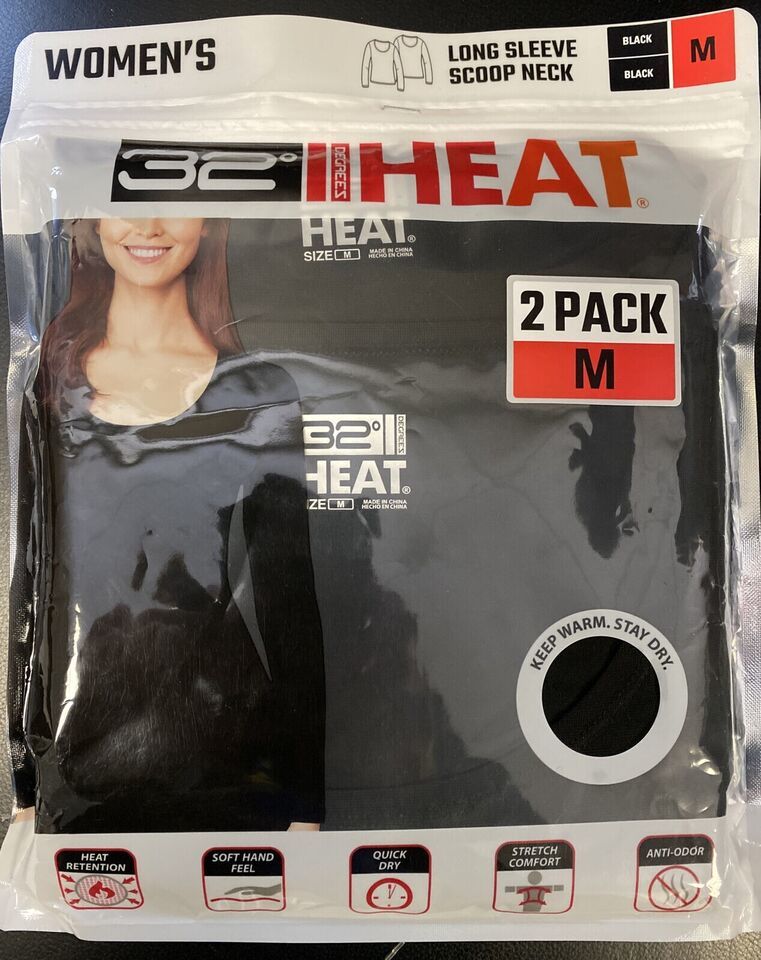 WOMEN'S
LONG SLEEVE
SCOOP NECK
BLACK
BLACK
M
32° DEGREES HEAT®
HEAT®
SIZE M MADE IN CHINA
HECHO EN CHINA
2 PACK
M
32° DEGREES
HEAT®
ZE M MADE IN CHINA
HECHO EN CHINA
KEEP WARM. STAY DRY.
HEAT
RETENTION
SOFT HAND
FEEL
QUICK
DRY
STRETCH
COMFORT
ANTI-ODOR